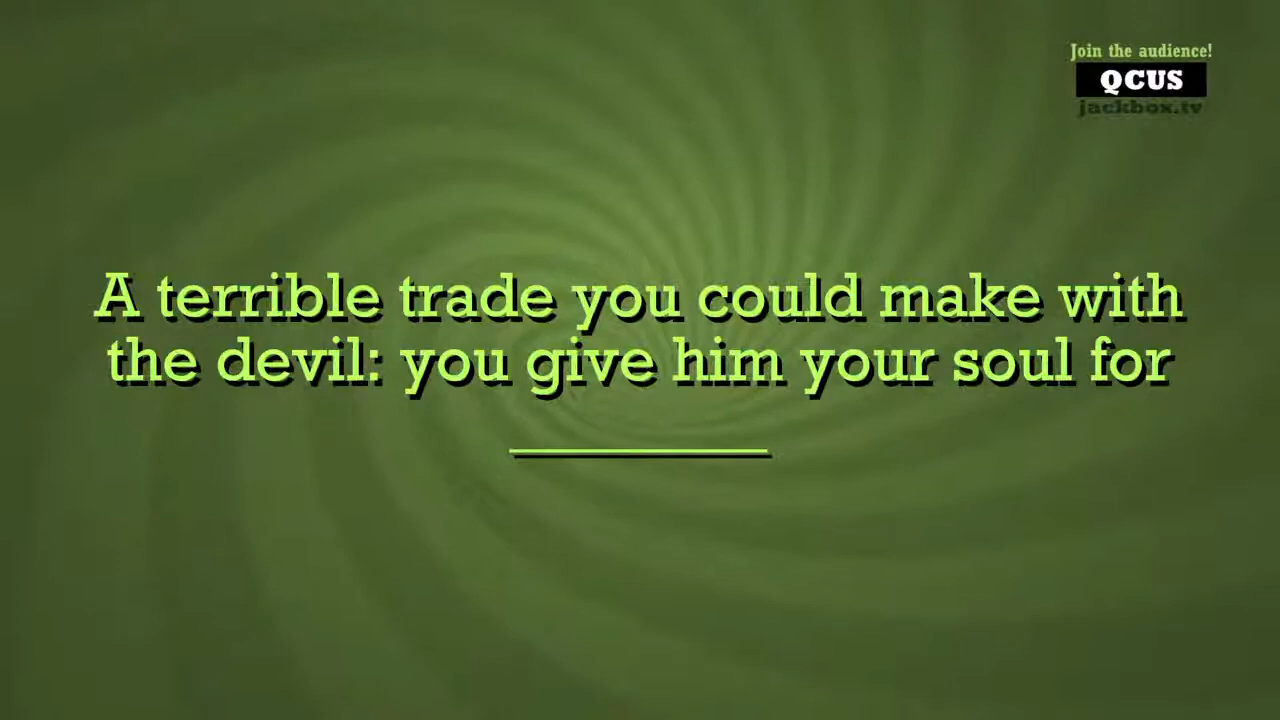 Join the audience!
QCUS
jackbox.tv
A terrible trade you could make with
the devil: you give him your soul for
__________